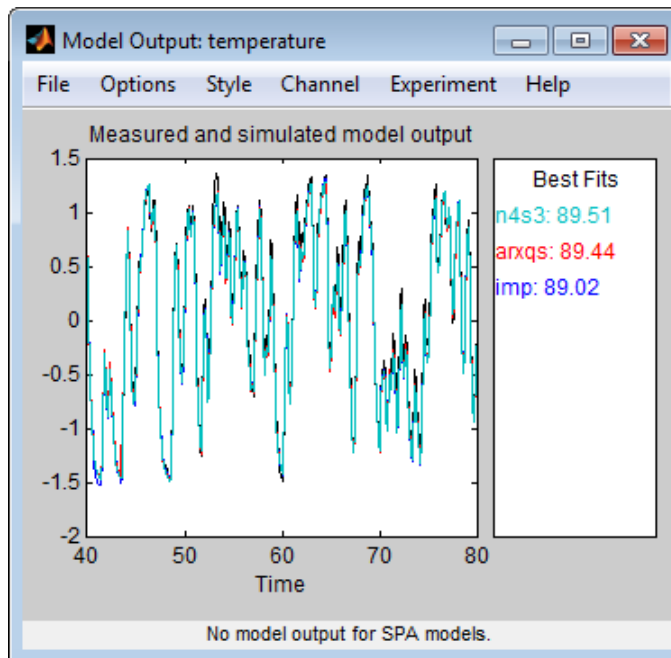 Model Output: temperature
File Options Style Channel Experiment Help
Measured and simulated model output
1.5
1
0.5
0
-0.5
-1
-1.5
-2
40 50 60 70 80
Time
Best Fits
n4s3: 89.51
arxqs: 89.44
imp: 89.02
No model output for SPA models.